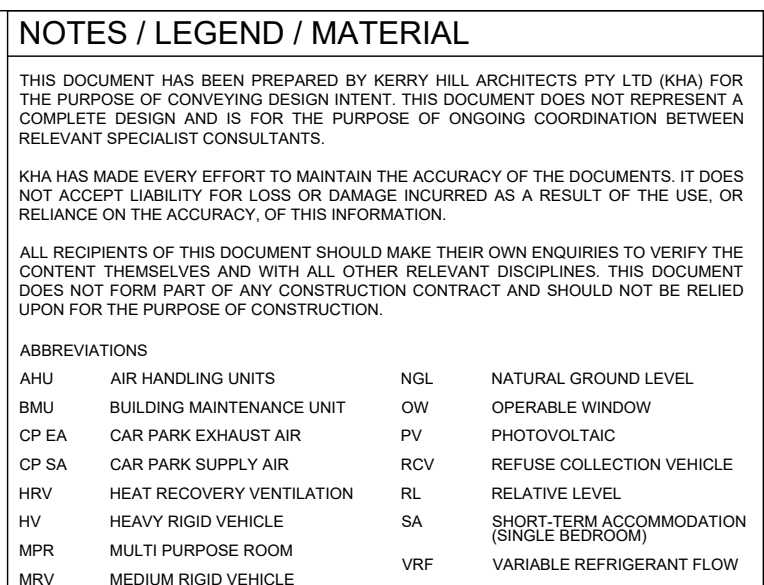 NOTES / LEGEND / MATERIAL
THIS DOCUMENT HAS BEEN PREPARED BY KERRY HILL ARCHITECTS PTY LTD (KHA) FOR
THE PURPOSE OF CONVEYING DESIGN INTENT. THIS DOCUMENT DOES NOT REPRESENT A
COMPLETE DESIGN AND IS FOR THE PURPOSE OF ONGOING COORDINATION BETWEEN
RELEVANT SPECIALIST CONSULTANTS.
KHA HAS MADE EVERY EFFORT TO MAINTAIN THE ACCURACY OF THE DOCUMENTS. IT DOES
NOT ACCEPT LIABILITY FOR LOSS OR DAMAGE INCURRED AS A RESULT OF THE USE, OR
RELIANCE ON THE ACCURACY, OF THIS INFORMATION.
ALL RECIPIENTS OF THIS DOCUMENT SHOULD MAKE THEIR OWN ENQUIRIES TO VERIFY THE
CONTENT THEMSELVES AND WITH ALL OTHER RELEVANT DISCIPLINES. THIS DOCUMENT
DOES NOT FORM PART OF ANY CONSTRUCTION CONTRACT AND SHOULD NOT BE RELIED
UPON FOR THE PURPOSE OF CONSTRUCTION.
ABBREVIATIONS
AHU AIR HANDLING UNITS
BMU BUILDING MAINTENANCE UNIT
CP EA CAR PARK EXHAUST AIR
CP SA CAR PARK SUPPLY AIR
HRV HEAT RECOVERY VENTILATION
HV HEAVY RIGID VEHICLE
MPR MULTI PURPOSE ROOM
MRV MEDIUM RIGID VEHICLE
NGL NATURAL GROUND LEVEL
OW OPERABLE WINDOW
PV PHOTOVOLTAIC
RCV REFUSE COLLECTION VEHICLE
RL RELATIVE LEVEL
SA SHORT-TERM ACCOMMODATION
(SINGLE BEDROOM)
VRF VARIABLE REFRIGERANT FLOW